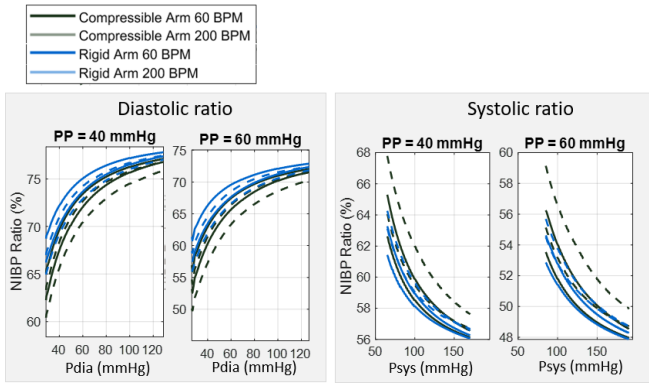 Compressible Arm 60 BPM
Compressible Arm 200 BPM
Rigid Arm 60 BPM
Rigid Arm 200 BPM
Diastolic ratio
Systolic ratio
PP = 40 mmHg
PP = 60 mmHg
PP = 40 mmHg
PP = 60 mmHg
NIBP Ratio (%)
75
70
65
60
40 60 80 100 120
Pdia (mmHg)
75
70
65
60
55
50
40 60 80 100 120
Pdia (mmHg)
NIBP Ratio (%)
68
66
64
62
60
58
56
50 100 150
Psys (mmHg)
60
58
56
54
52
50
48
100 150
Psys (mmHg)